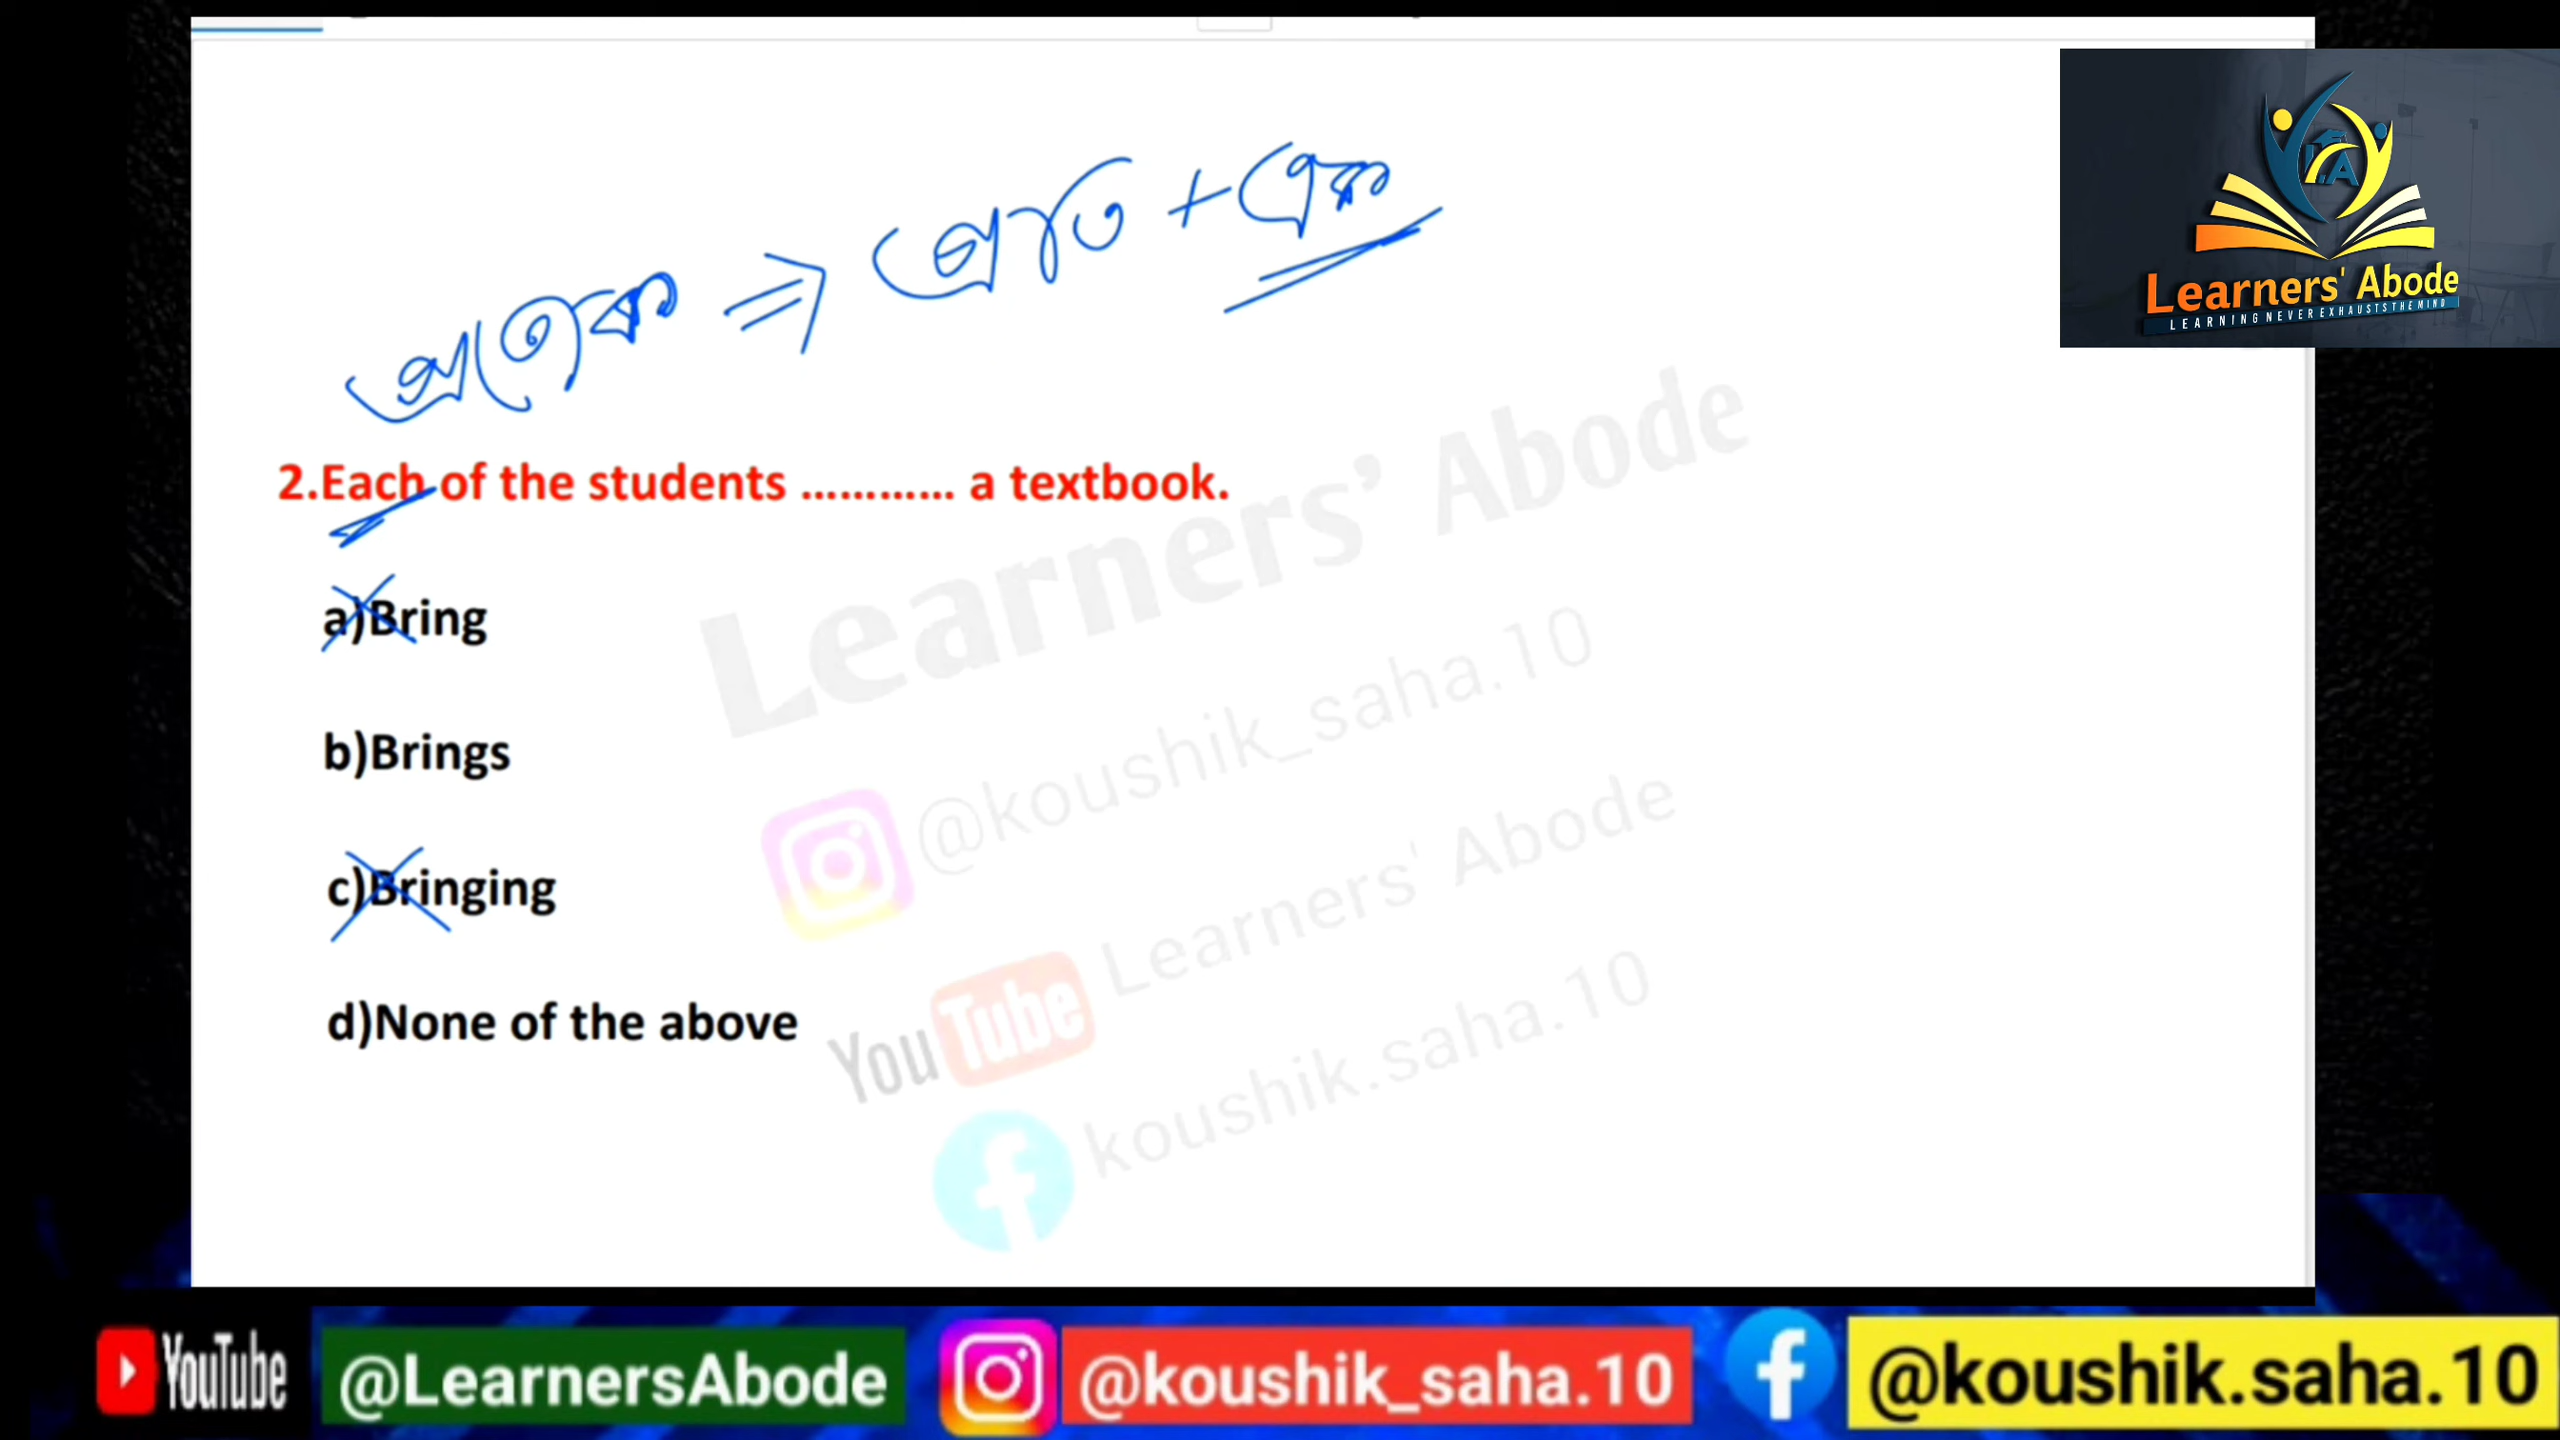 LA
Learners' Abode
LEARNING NEVER EXHAUSTS THE MIND
প্রত্যেক ⇒ প্রতি + এক
2.Each of the students ………… a textbook.
a)Bring
b)Brings
c)Bringing
d)None of the above
Learners' Abode
@koushik_saha.10
YouTube Learners' Abode
koushik.saha.10
YouTube @LearnersAbode @koushik_saha.10 @koushik.saha.10